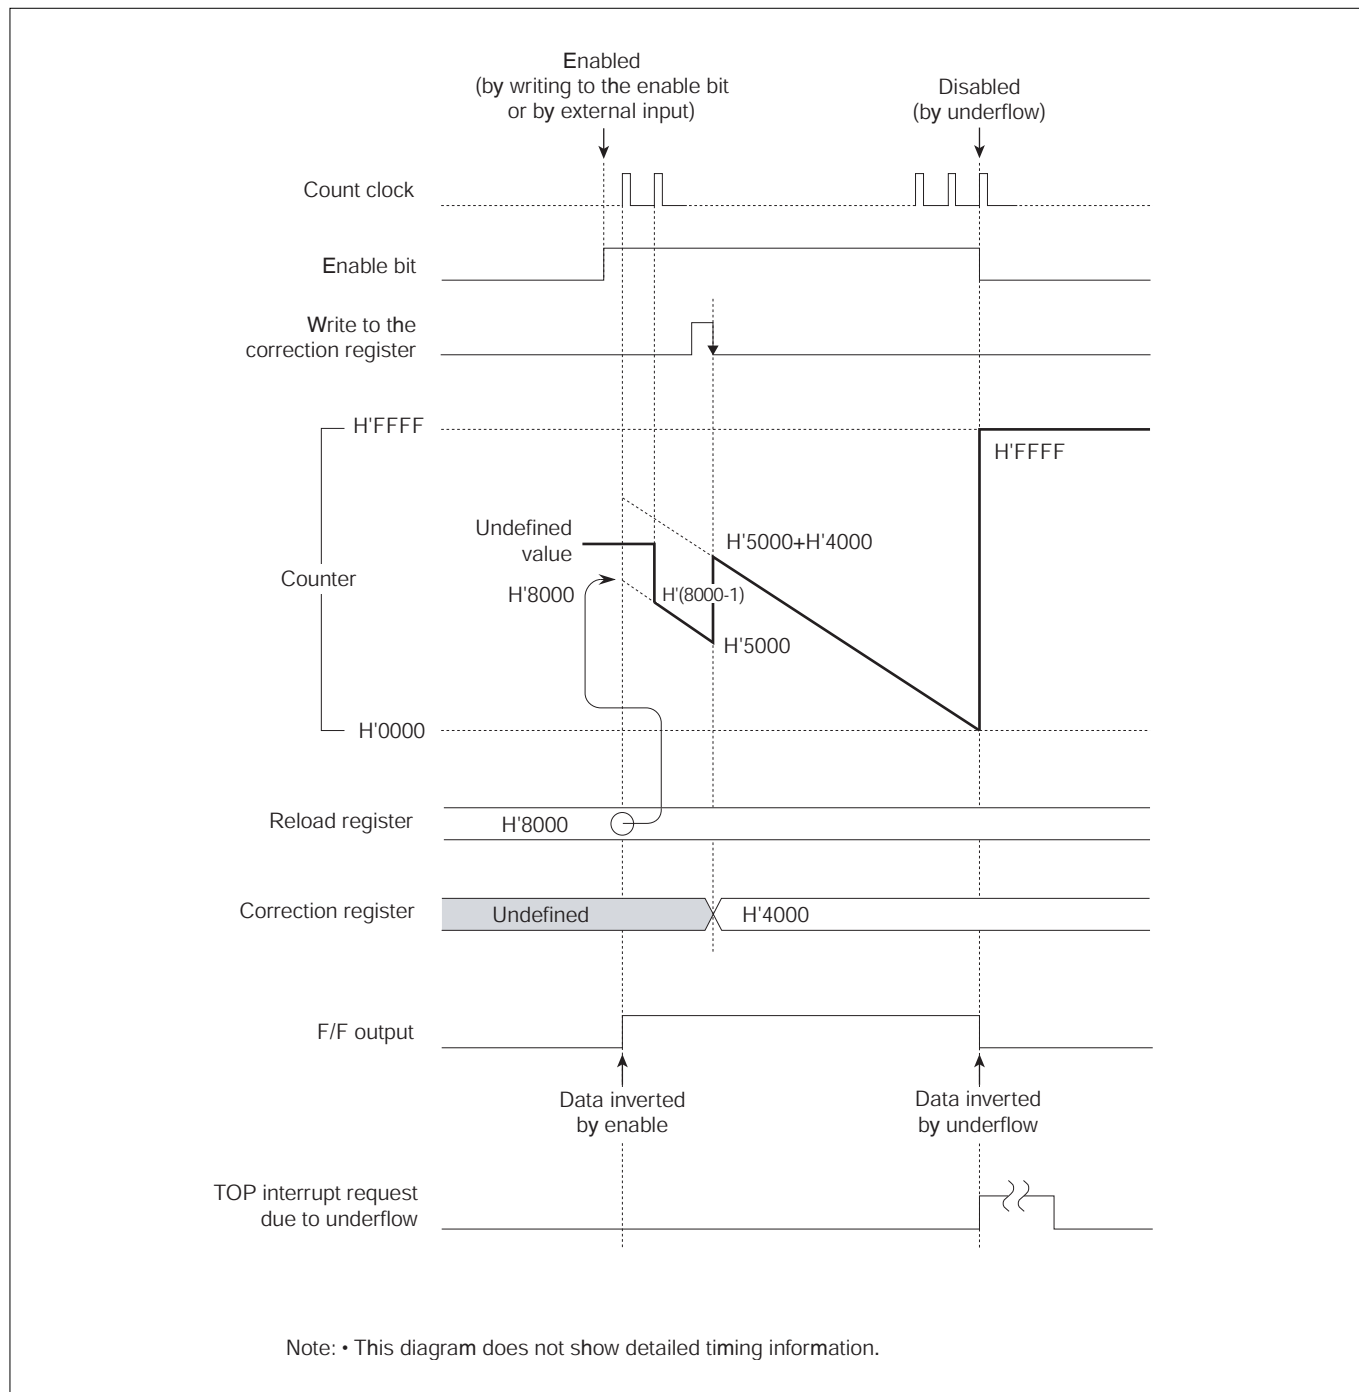 Enabled
(by writing to the enable bit
or by external input)
Disabled
(by underflow)
Count clock
Enable bit
Write to the
correction register
H'FFFF
H'FFFF
Undefined
value
H'5000+H'4000
Counter
H'8000
H'(8000-1)
H'5000
H'0000
Reload register
H'8000
Correction register
Undefined
H'4000
F/F output
Data inverted
by enable
Data inverted
by underflow
TOP interrupt request
due to underflow
Note: • This diagram does not show detailed timing information.